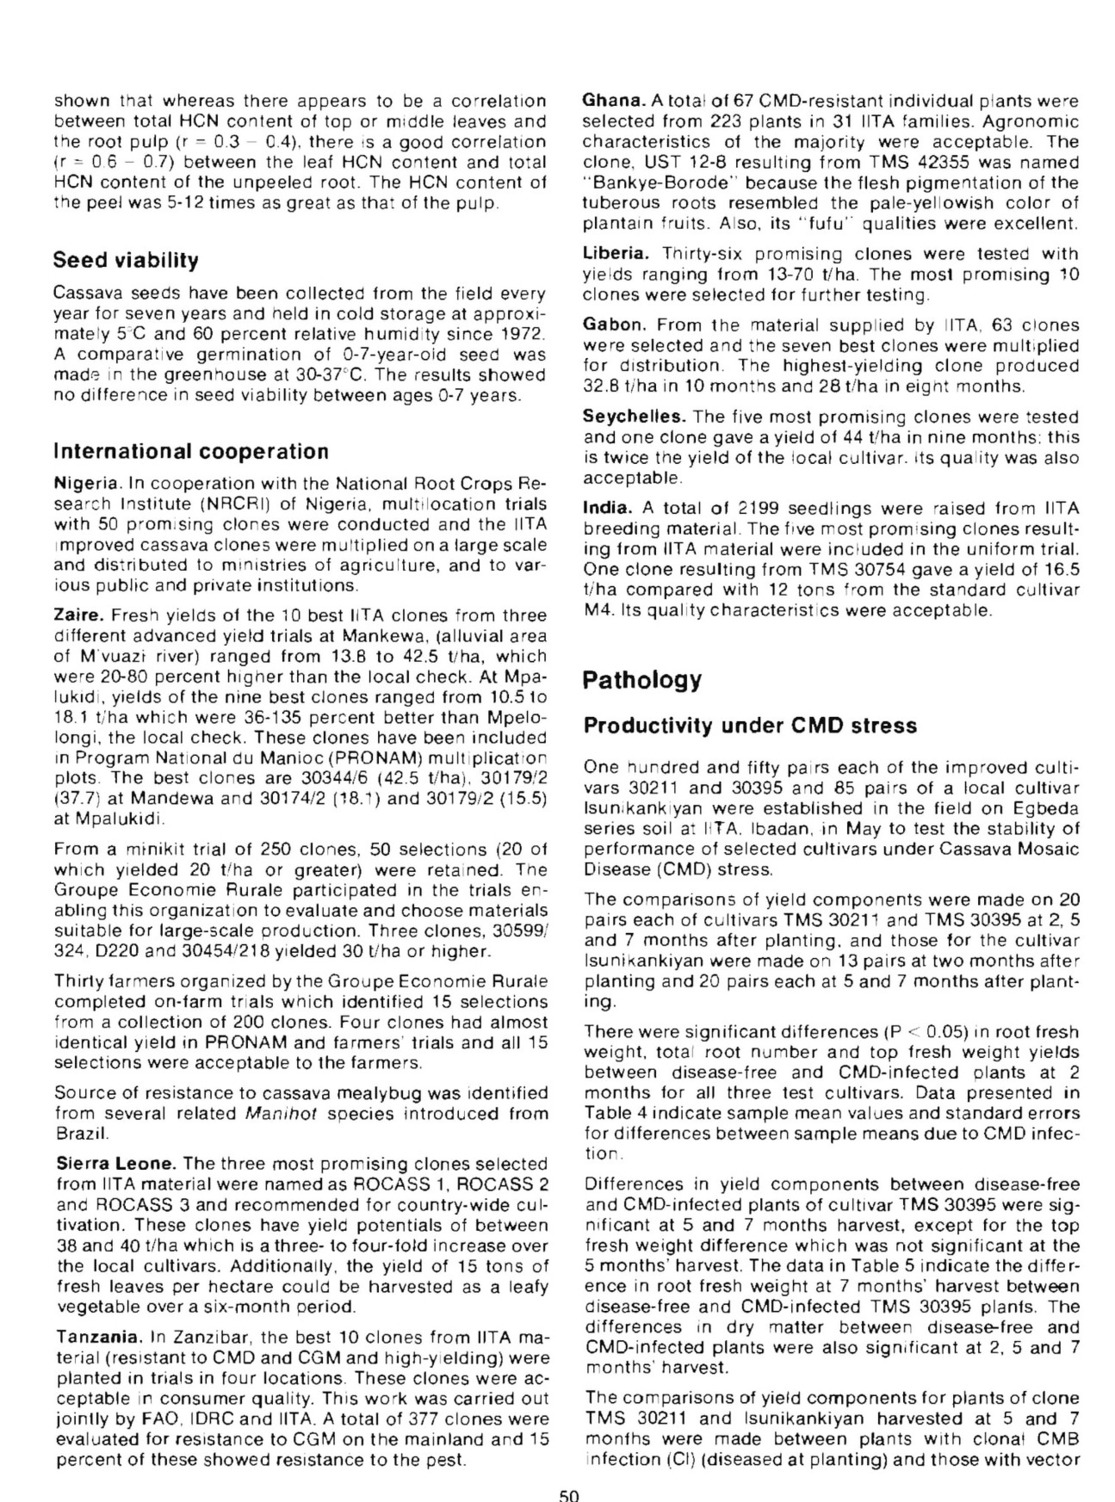 shown that whereas there appears to be a correlation
between total HCN content of top or middle leaves and
the root pulp (r = 0.3 – 0.4), there is a good correlation
(r = 0.6 – 0.7) between the leaf HCN content and total
HCN content of the unpeeled root. The HCN content of
the peel was 5-12 times as great as that of the pulp.
Seed viability
Cassava seeds have been collected from the field every
year for seven years and held in cold storage at approxi-
mately 5°C and 60 percent relative humidity since 1972.
A comparative germination of 0-7-year-old seed was
made in the greenhouse at 30-37°C. The results showed
no difference in seed viability between ages 0-7 years.
International cooperation
Nigeria. In cooperation with the National Root Crops Re-
search Institute (NRCRI) of Nigeria, multilocation trials
with 50 promising clones were conducted and the IITA
improved cassava clones were multiplied on a large scale
and distributed to ministries of agriculture, and to var-
ious public and private institutions.
Zaire. Fresh yields of the 10 best IITA clones from three
different advanced yield trials at Mankewa, (alluvial area
of M'vuazi river) ranged from 13.8 to 42.5 t/ha, which
were 20-80 percent higher than the local check. At Mpa-
lukidi, yields of the nine best clones ranged from 10.5 to
18.1 t/ha which were 36-135 percent better than Mpelo-
longi, the local check. These clones have been included
in Program National du Manioc (PRONAM) multiplication
plots. The best clones are 30344/6 (42.5 t/ha), 30179/2
(37.7) at Mandewa and 30174/2 (18.1) and 30179/2 (15.5)
at Mpalukidi.
From a minikit trial of 250 clones, 50 selections (20 of
which yielded 20 t/ha or greater) were retained. The
Groupe Economie Rurale participated in the trials en-
abling this organization to evaluate and choose materials
suitable for large-scale production. Three clones, 30599/
324, D220 and 30454/218 yielded 30 t/ha or higher.
Thirty farmers organized by the Groupe Economie Rurale
completed on-farm trials which identified 15 selections
from a collection of 200 clones. Four clones had almost
identical yield in PRONAM and farmers' trials and all 15
selections were acceptable to the farmers.
Source of resistance to cassava mealybug was identified
from several related Manihot species introduced from
Brazil.
Sierra Leone. The three most promising clones selected
from IITA material were named as ROCASS 1, ROCASS 2
and ROCASS 3 and recommended for country-wide cul-
tivation. These clones have yield potentials of between
38 and 40 t/ha which is a three- to four-fold increase over
the local cultivars. Additionally, the yield of 15 tons of
fresh leaves per hectare could be harvested as a leafy
vegetable over a six-month period.
Tanzania. In Zanzibar, the best 10 clones from IITA ma-
terial (resistant to CMD and CGM and high-yielding) were
planted in trials in four locations. These clones were ac-
ceptable in consumer quality. This work was carried out
jointly by FAO, IDRC and IITA. A total of 377 clones were
evaluated for resistance to CGM on the mainland and 15
percent of these showed resistance to the pest.
Ghana. A total of 67 CMD-resistant individual plants were
selected from 223 plants in 31 IITA families. Agronomic
characteristics of the majority were acceptable. The
clone, UST 12-8 resulting from TMS 42355 was named
"Bankye-Borode" because the flesh pigmentation of the
tuberous roots resembled the pale-yellowish color of
plantain fruits. Also, its "fufu" qualities were excellent.
Liberia. Thirty-six promising clones were tested with
yields ranging from 13-70 t/ha. The most promising 10
clones were selected for further testing.
Gabon. From the material supplied by IITA, 63 clones
were selected and the seven best clones were multiplied
for distribution. The highest-yielding clone produced
32.8 t/ha in 10 months and 28 t/ha in eight months.
Seychelles. The five most promising clones were tested
and one clone gave a yield of 44 t/ha in nine months; this
is twice the yield of the local cultivar. Its quality was also
acceptable.
India. A total of 2199 seedlings were raised from IITA
breeding material. The five most promising clones result-
ing from IITA material were included in the uniform trial.
One clone resulting from TMS 30754 gave a yield of 16.5
t/ha compared with 12 tons from the standard cultivar
M4. Its quality characteristics were acceptable.
Pathology
Productivity under CMD stress
One hundred and fifty pairs each of the improved culti-
vars 30211 and 30395 and 85 pairs of a local cultivar
Isunikankiyan were established in the field on Egbeda
series soil at IITA, Ibadan, in May to test the stability of
performance of selected cultivars under Cassava Mosaic
Disease (CMD) stress.
The comparisons of yield components were made on 20
pairs each of cultivars TMS 30211 and TMS 30395 at 2, 5
and 7 months after planting, and those for the cultivar
Isunikankiyan were made on 13 pairs at two months after
planting and 20 pairs each at 5 and 7 months after plant-
ing.
There were significant differences (P < 0.05) in root fresh
weight, total root number and top fresh weight yields
between disease-free and CMD-infected plants at 2
months for all three test cultivars. Data presented in
Table 4 indicate sample mean values and standard errors
for differences between sample means due to CMD infec-
tion.
Differences in yield components between disease-free
and CMD-infected plants of cultivar TMS 30395 were sig-
nificant at 5 and 7 months harvest, except for the top
fresh weight difference which was not significant at the
5 months' harvest. The data in Table 5 indicate the differ-
ence in root fresh weight at 7 months' harvest between
disease-free and CMD-infected TMS 30395 plants. The
differences in dry matter between disease-free and
CMD-infected plants were also significant at 2, 5 and 7
months' harvest.
The comparisons of yield components for plants of clone
TMS 30211 and Isunikankiyan harvested at 5 and 7
months were made between plants with clonal CMB
infection (CI) (diseased at planting) and those with vector
50